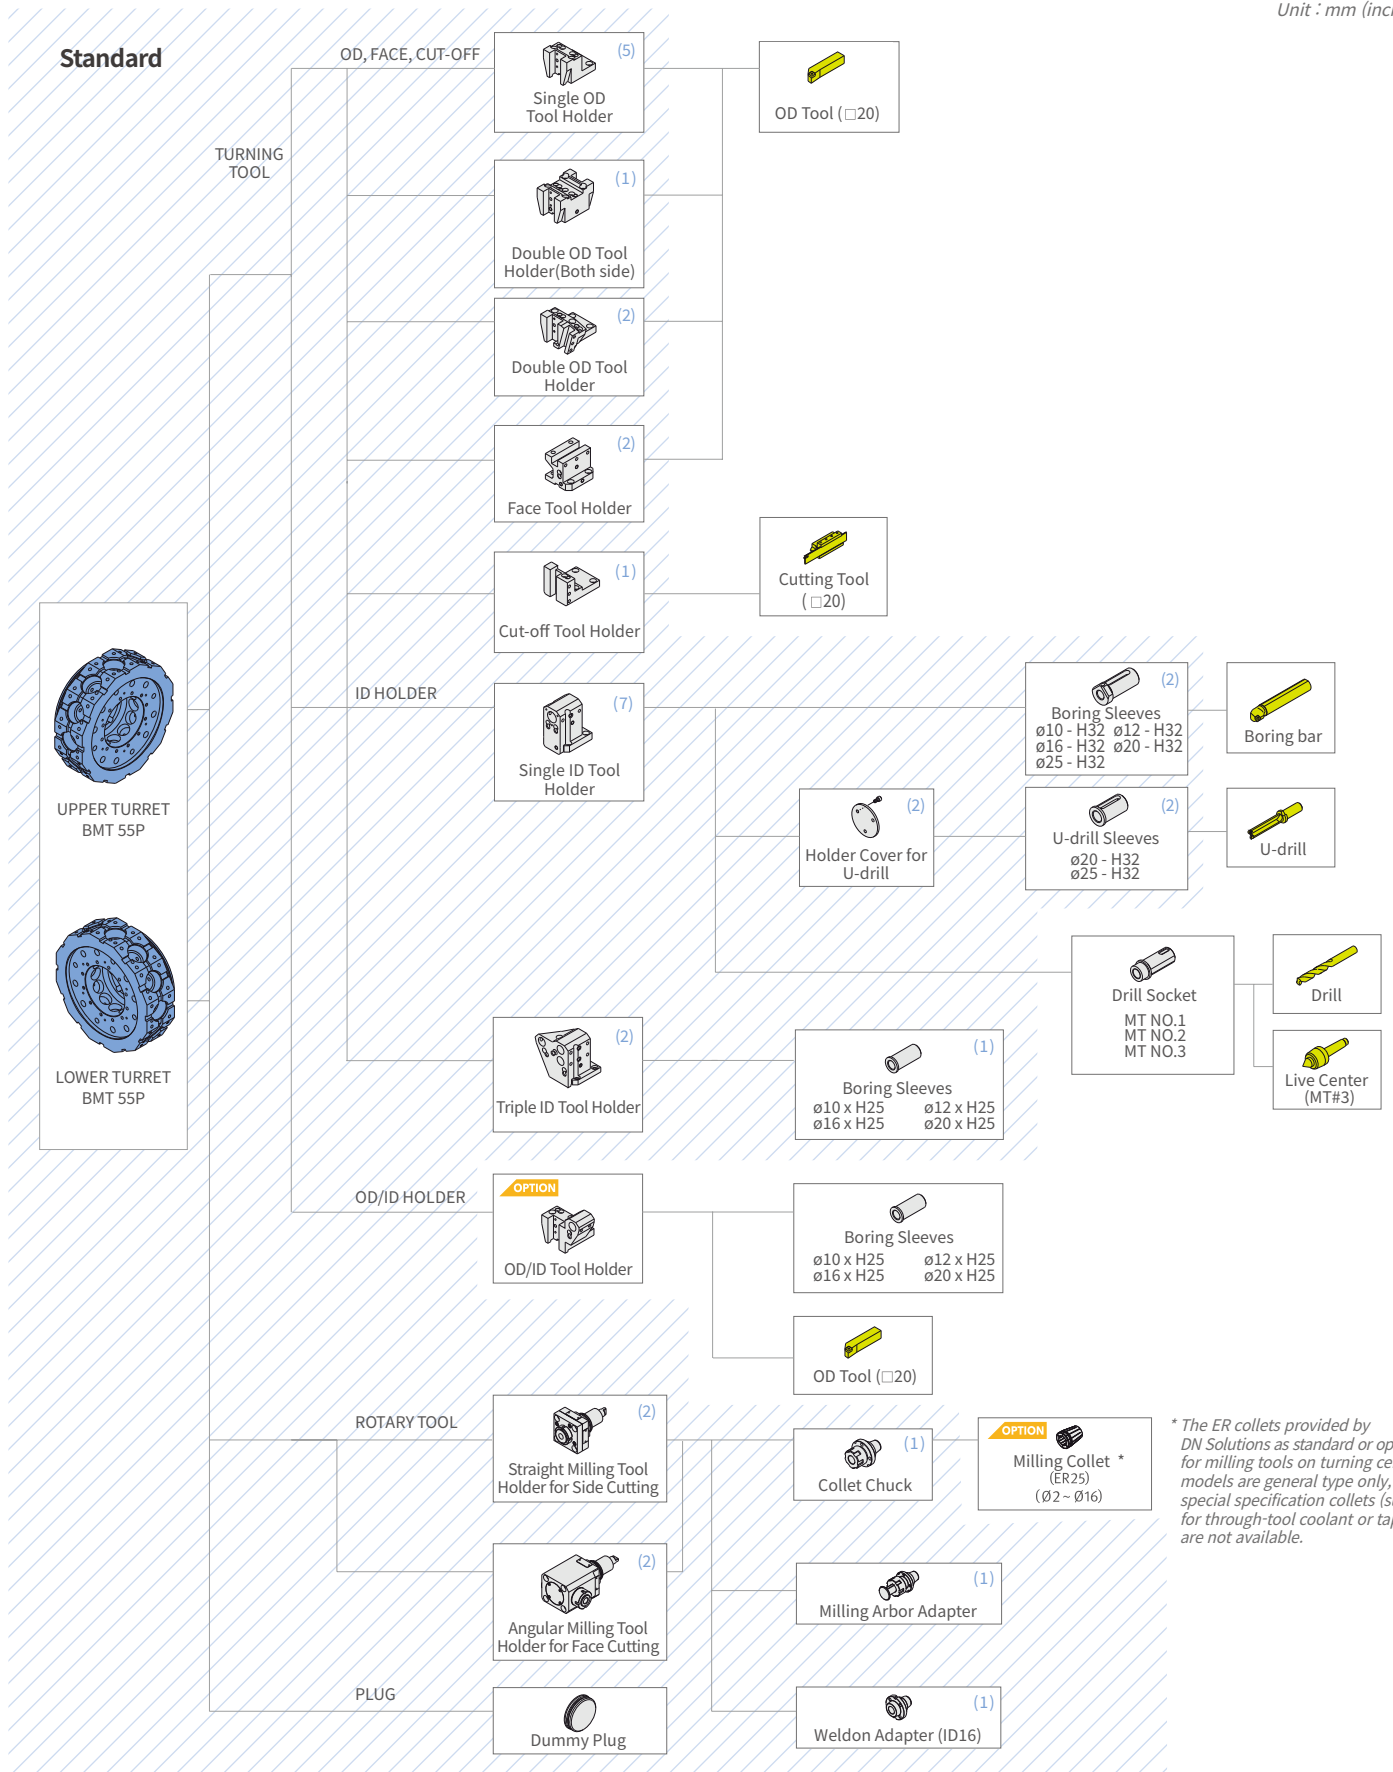 Unit : mm
Standard
OD, FACE, CUT-OFF
(5)
Single OD
Tool Holder
OD Tool (□20)
TURNING
TOOL
(1)
Double OD Tool
Holder(Both side)
(2)
Double OD Tool
Holder
(2)
Face Tool Holder
(1)
Cut-off Tool Holder
Cutting Tool
(□20)
UPPER TURRET
BMT 55P
LOWER TURRET
BMT 55P
ID HOLDER
(7)
Single ID Tool
Holder
(2)
Boring Sleeves
ø10 - H32 ø12 - H32
ø16 - H32 ø20 - H32
ø25 - H32
Boring bar
(2)
Holder Cover for
U-drill
(2)
U-drill Sleeves
ø20 - H32
ø25 - H32
U-drill
Drill Socket
MT NO.1
MT NO.2
MT NO.3
Drill
Live Center
(MT#3)
(2)
Triple ID Tool Holder
(1)
Boring Sleeves
ø10 x H25 ø12 x H25
ø16 x H25 ø20 x H25
OD/ID HOLDER
OPTION
OD/ID Tool Holder
Boring Sleeves
ø10 x H25 ø12 x H25
ø16 x H25 ø20 x H25
OD Tool (□20)
ROTARY TOOL
(2)
Straight Milling Tool
Holder for Side Cutting
(1)
Collet Chuck
OPTION
Milling Collet *
(ER25)
(Ø2 ~ Ø16)
* The ER collets provided by
DN Solutions as standard or
for milling tools on turning
models are general type only,
special specification collets
for through-tool coolant or
are not available.
(2)
Angular Milling Tool
Holder for Face Cutting
(1)
Milling Arbor Adapter
PLUG
Dummy Plug
(1)
Weldon Adapter (ID16)